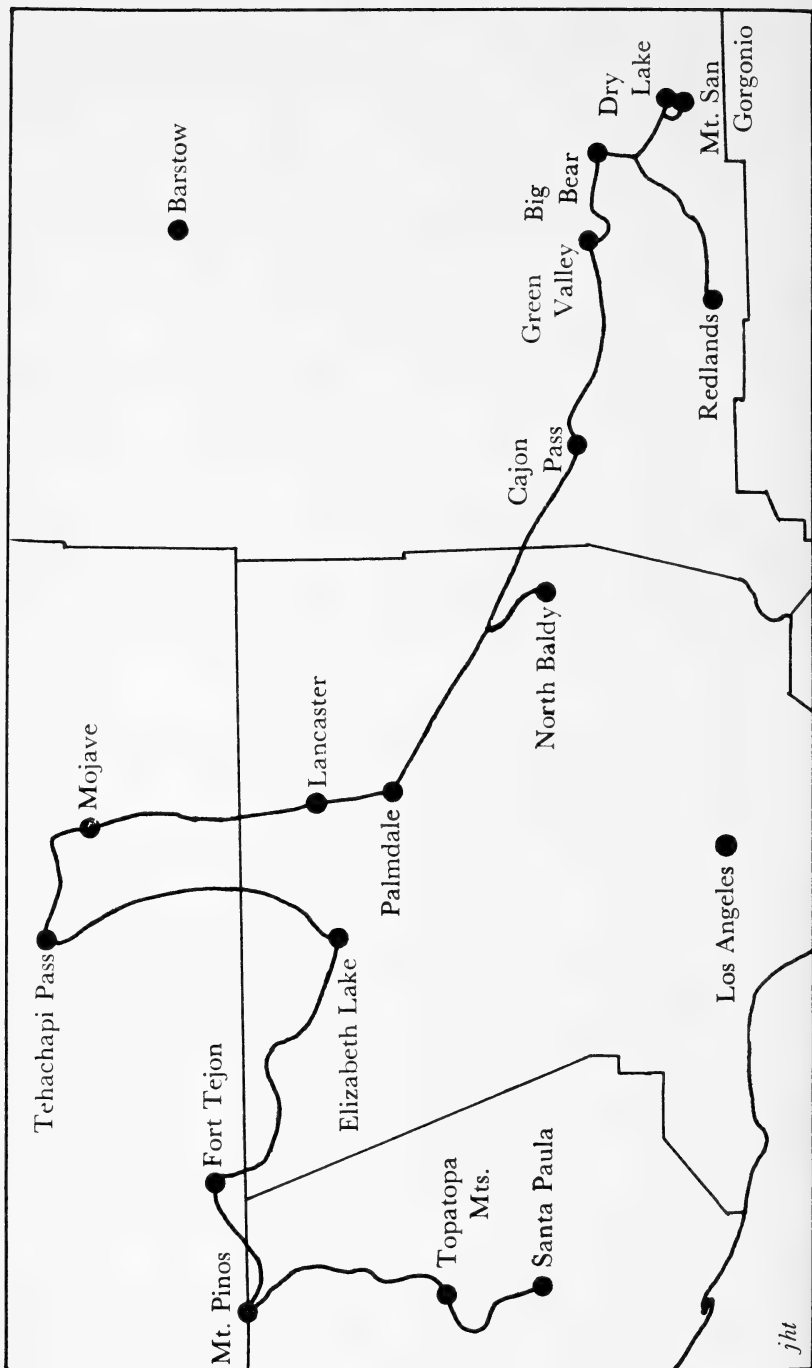 Barstow
Dry
Lake
Mt. San
Gorgonio
Big
Bear
Green
Valley
Redlands
Cajon
Pass
North Baldy
Mojave
Lancaster
Palmdale
Tehachapi Pass
Elizabeth Lake
Los Angeles
Fort Tejon
Mt. Pinos
Topatopa
Mts.
Santa Paula
jht